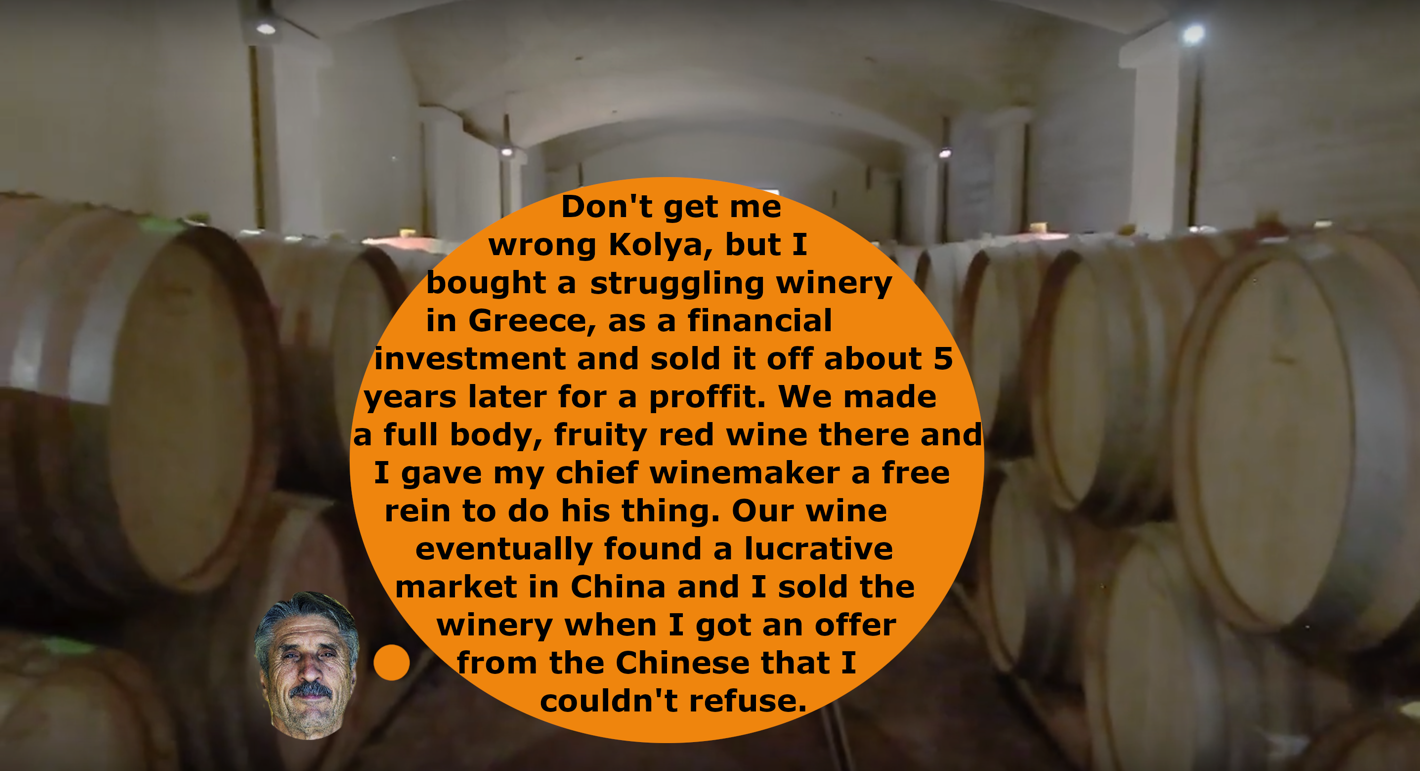 Don't get me
wrong Kolya, but I
bought a struggling winery
in Greece, as a financial
investment and sold it off about 5
years later for a proffit. We made
a full body, fruity red wine there and
I gave my chief winemaker a free
rein to do his thing. Our wine
eventually found a lucrative
market in China and I sold the
winery when I got an offer
from the Chinese that I
couldn't refuse.